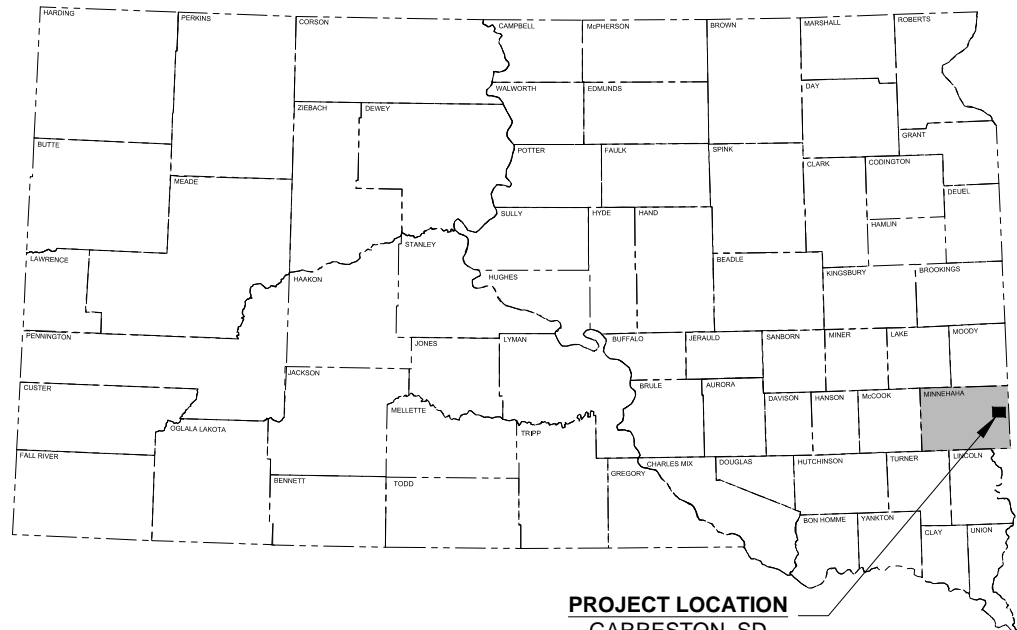 HARDING
PERKINS
CORSON
CAMPBELL
McPHERSON
BROWN
MARSHALL
ROBERTS
WALWORTH
EDMUNDS
DAY
ZIEBACH
DEWEY
GRANT
BUTTE
POTTER
FAULK
SPINK
CLARK
CODINGTON
MEADE
DEUEL
SULLY
HYDE
HAND
HAMLIN
STANLEY
LAWRENCE
BEADLE
HAAKON
HUGHES
KINGSBURY
BROOKINGS
PENNINGTON
JONES
LYMAN
BUFFALO
JERAULD
SANBORN
MINER
LAKE
MOODY
JACKSON
CUSTER
BRULE
AURORA
DAVISON
HANSON
McCOOK
MINNEHAHA
MELLETTE
OGLALA LAKOTA
TRIPP
FALL RIVER
GREGORY
CHARLES MIX
DOUGLAS
HUTCHINSON
TURNER
LINCOLN
BENNETT
TODD
BON HOMME
YANKTON
CLAY
UNION
PROJECT LOCATION
GARRESTON, SD